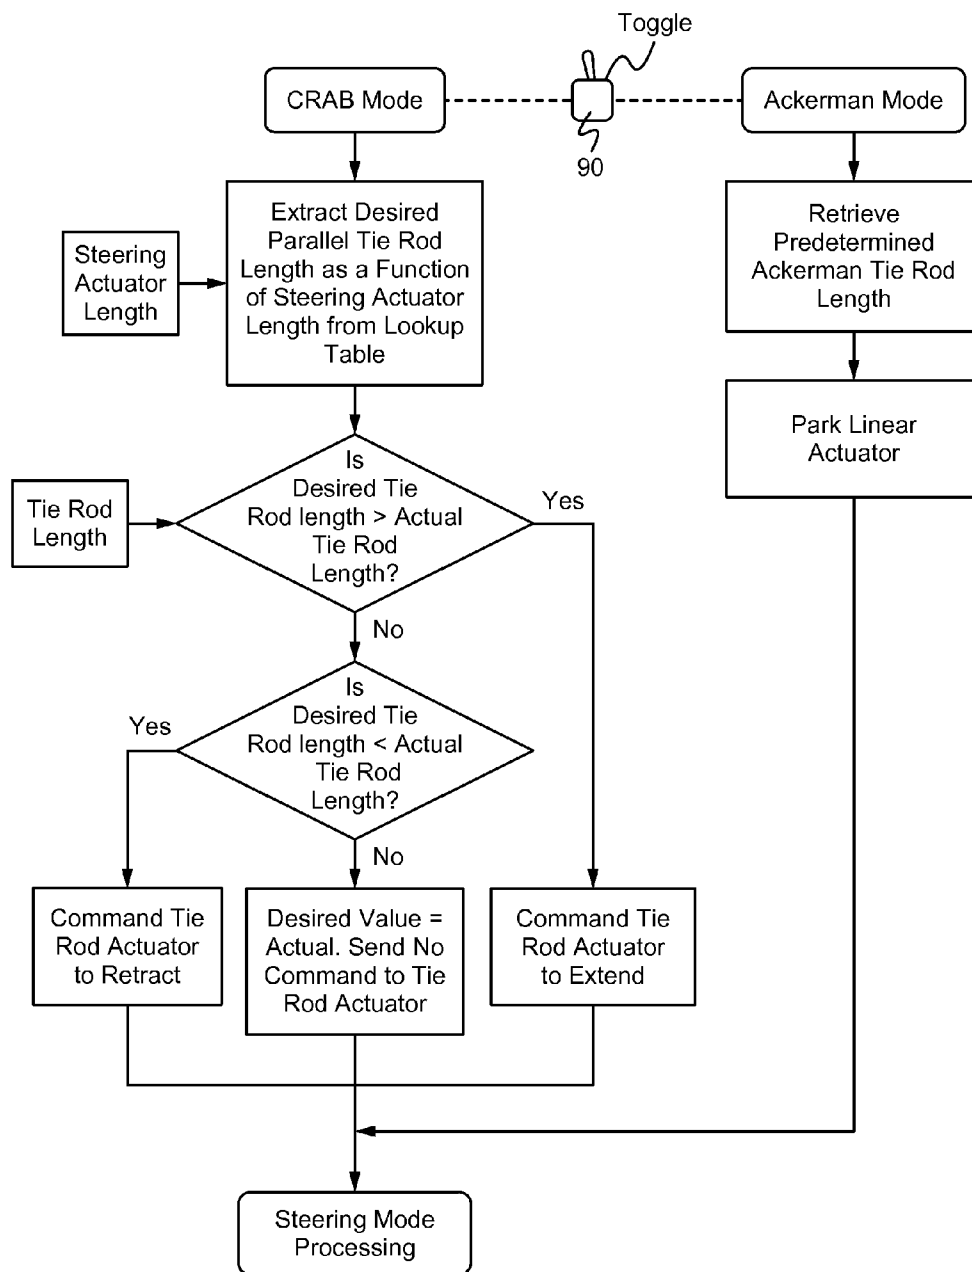 Toggle
CRAB Mode
Ackerman Mode
90
Extract Desired
Parallel Tie Rod
Length as a Function
of Steering Actuator
Length from Lookup
Table
Steering
Actuator
Length
Retrieve
Predetermined
Ackerman Tie Rod
Length
Park Linear
Actuator
Is
Desired Tie
Rod length > Actual
Tie Rod
Length?
Yes
Tie Rod
Length
No
Is
Desired Tie
Rod length < Actual
Tie Rod
Length?
Yes
No
Command Tie
Rod Actuator
to Retract
Desired Value =
Actual. Send No
Command to Tie
Rod Actuator
Command Tie
Rod Actuator
to Extend
Steering Mode
Processing